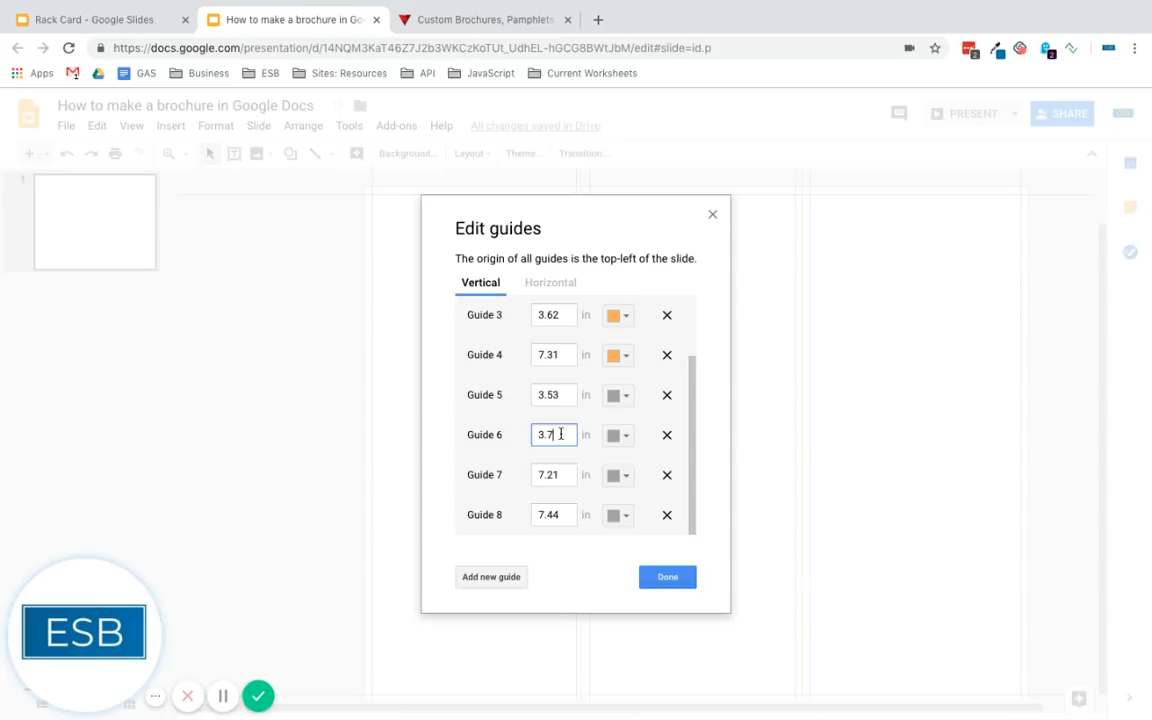 Rack Card - Google Slides
How to make a brochure in Go
Custom Brochures, Pamphlets
https://docs.google.com/presentation/d/14NQM3KaT46Z7J2b3WKCzKoTUt_UdhEL-hGCG8BWtJbM/edit#slide=id.p
Apps
GAS
Business
ESB
Sites: Resources
API
JavaScript
Current Worksheets
How to make a brochure in Google Docs
File Edit View Insert Format Slide Arrange Tools Add-ons Help All changes saved in Drive
PRESENT
SHARE
Background... Layout Theme... Transition...
1
Edit guides
The origin of all guides is the top-left of the slide.
Vertical Horizontal
Guide 3 3.62 in
Guide 4 7.31 in
Guide 5 3.53 in
Guide 6 3.7 in
Guide 7 7.21 in
Guide 8 7.44 in
Add new guide Done
ESB